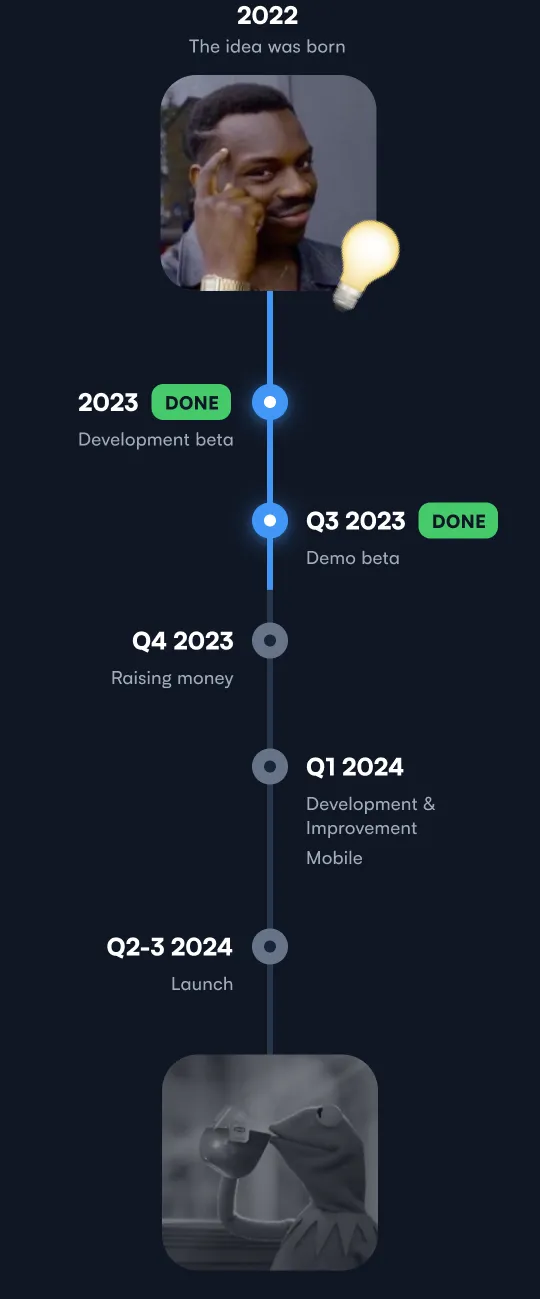 2022
The idea was born
2023 DONE
Development beta
Q3 2023 DONE
Demo beta
Q4 2023
Raising money
Q1 2024
Development &
Improvement
Mobile
Q2-3 2024
Launch